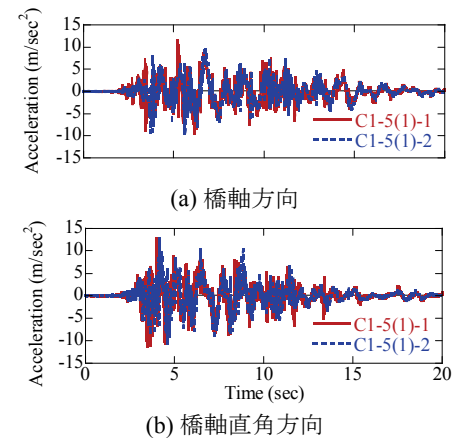 15
10
5
0
-5
-10
-15
Acceleration (m/sec²)
C1-5(1)-1
C1-5(1)-2
(a) 橋軸方向
15
10
5
0
-5
-10
-15
Acceleration (m/sec²)
C1-5(1)-1
C1-5(1)-2
0 5 10 15 20
Time (sec)
(b) 橋軸直角方向